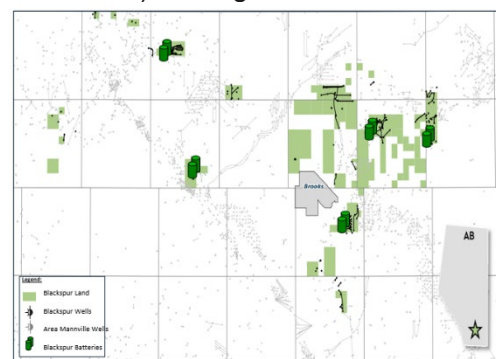 Brooks
AB
Legend:
Blackspur Land
Blackspur Wells
Area Mannville Wells
Blackspur Batteries